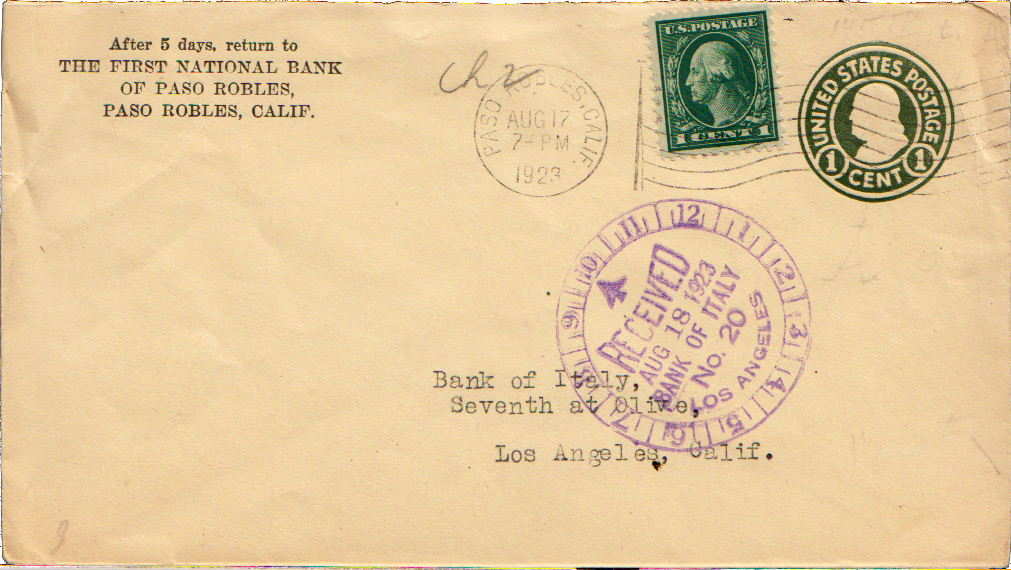 After 5 days, return to
THE FIRST NATIONAL BANK
OF PASO ROBLES,
PASO ROBLES, CALIF.
PASO ROBLES, CALIF.
AUG 17
7-PM
1923
U.S. POSTAGE
1 CENT 1
UNITED STATES POSTAGE
1 CENT 1
12 1 2 3 4 5 6 7 8 9 10 11
RECEIVED
AUG 18 1923
BANK OF ITALY
No. 20
LOS ANGELES
Bank of Italy,
Seventh at Olive,
Los Angeles, Calif.